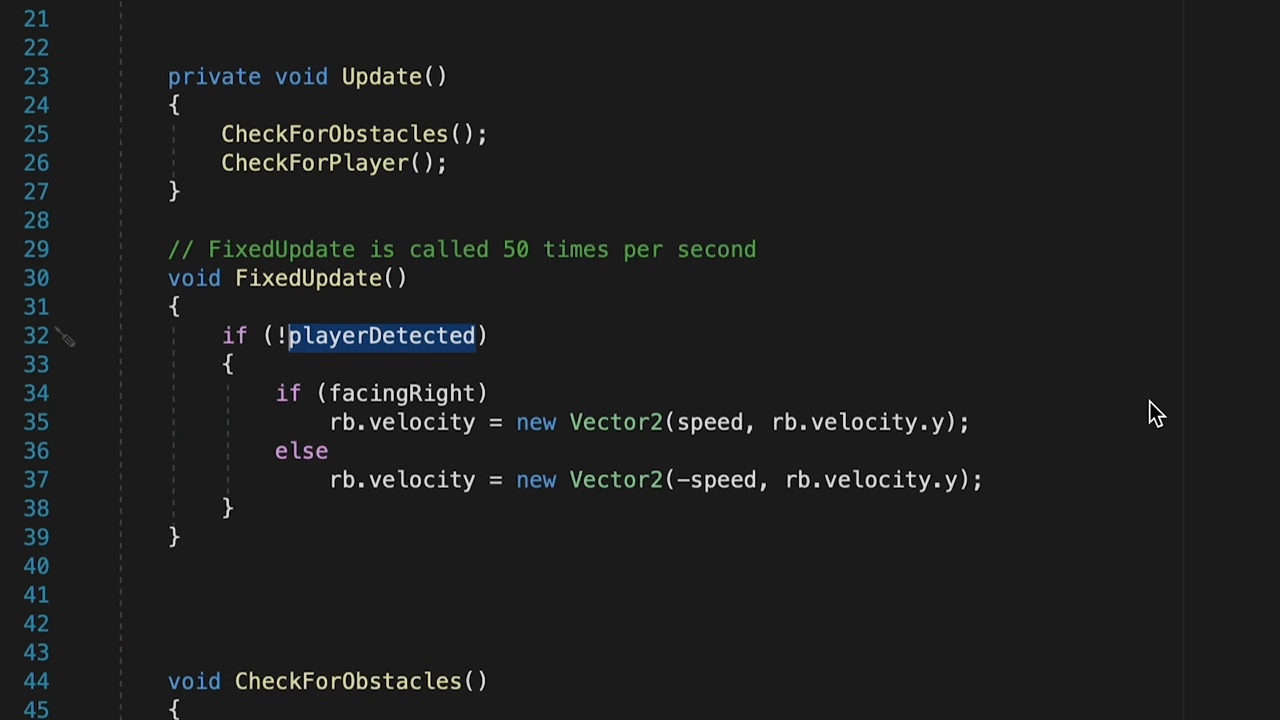 21
22
23 private void Update()
24 {
25 CheckForObstacles();
26 CheckForPlayer();
27 }
28
29 // FixedUpdate is called 50 times per second
30 void FixedUpdate()
31 {
32 if (!playerDetected)
33 {
34 if (facingRight)
35 rb.velocity = new Vector2(speed, rb.velocity.y);
36 else
37 rb.velocity = new Vector2(-speed, rb.velocity.y);
38 }
39 }
40
41
42
43
44 void CheckForObstacles()
45 {